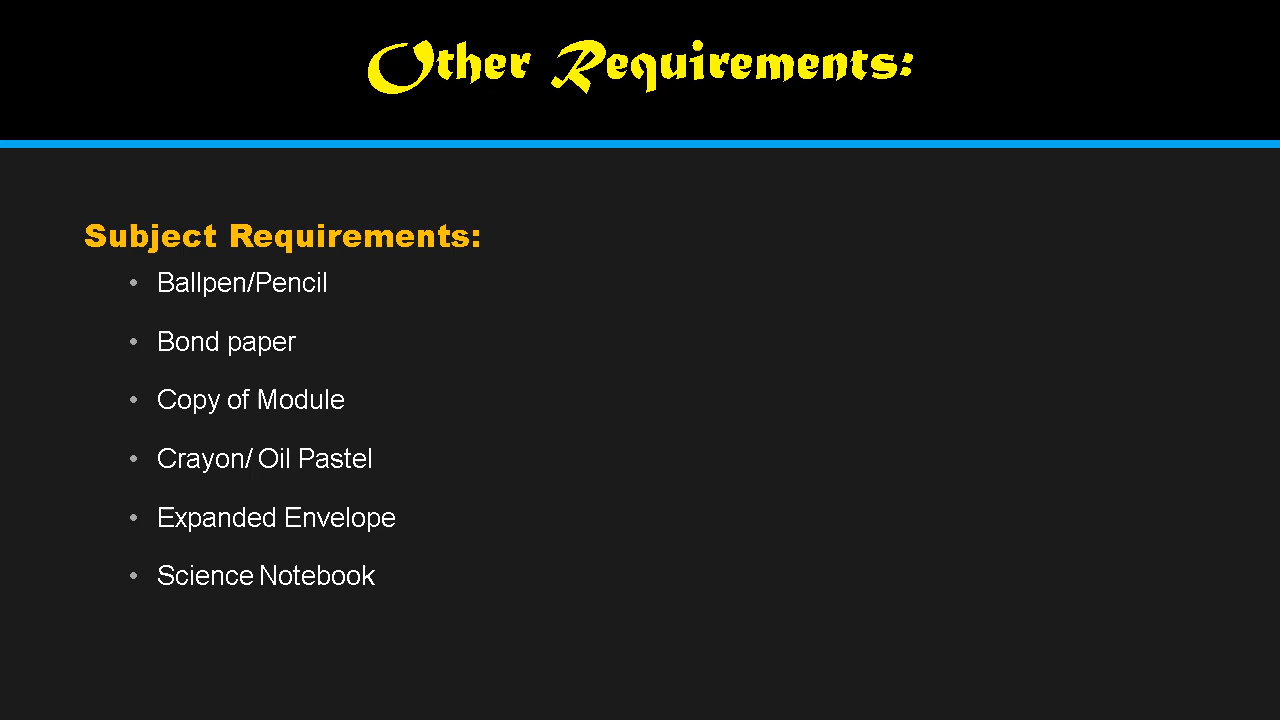 Other Requirements:
Subject Requirements:
• Ballpen/Pencil
• Bond paper
• Copy of Module
• Crayon/ Oil Pastel
• Expanded Envelope
• Science Notebook